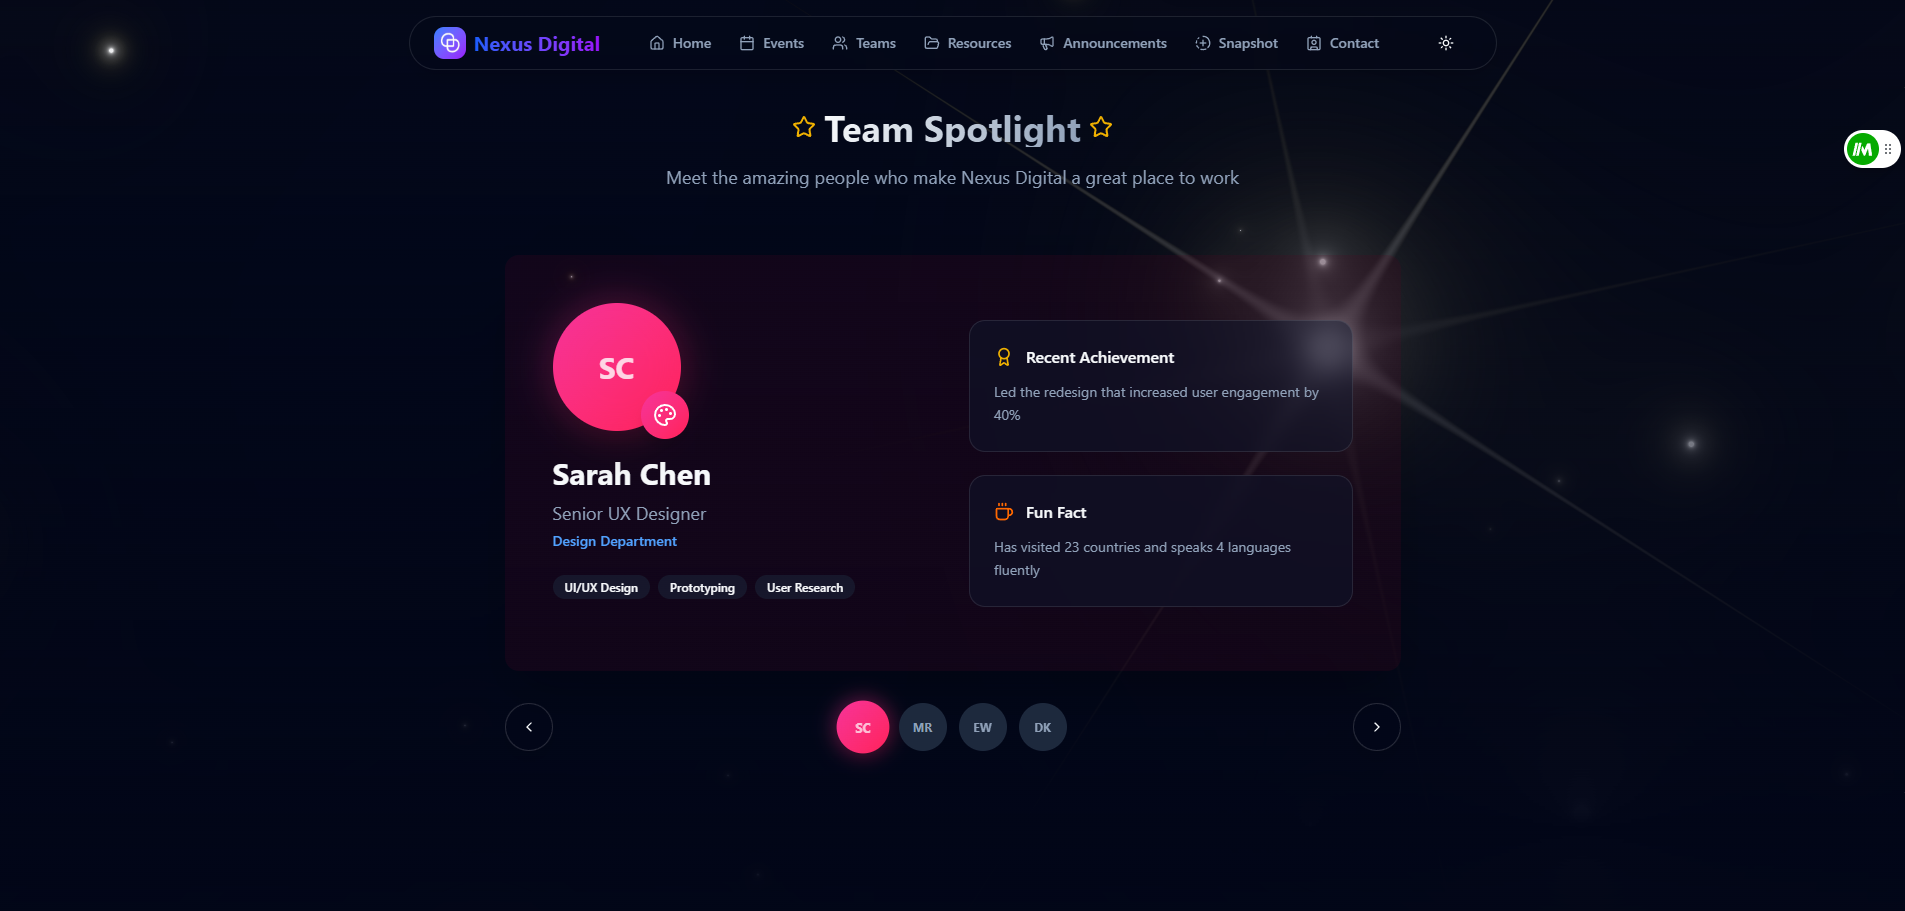 Nexus Digital
Home
Events
Teams
Resources
Announcements
Snapshot
Contact
Team Spotlight
Meet the amazing people who make Nexus Digital a great place to work
SC
Sarah Chen
Senior UX Designer
Design Department
UI/UX Design
Prototyping
User Research
Recent Achievement
Led the redesign that increased user engagement by
40%
Fun Fact
Has visited 23 countries and speaks 4 languages
fluently
SC
MR
EW
DK